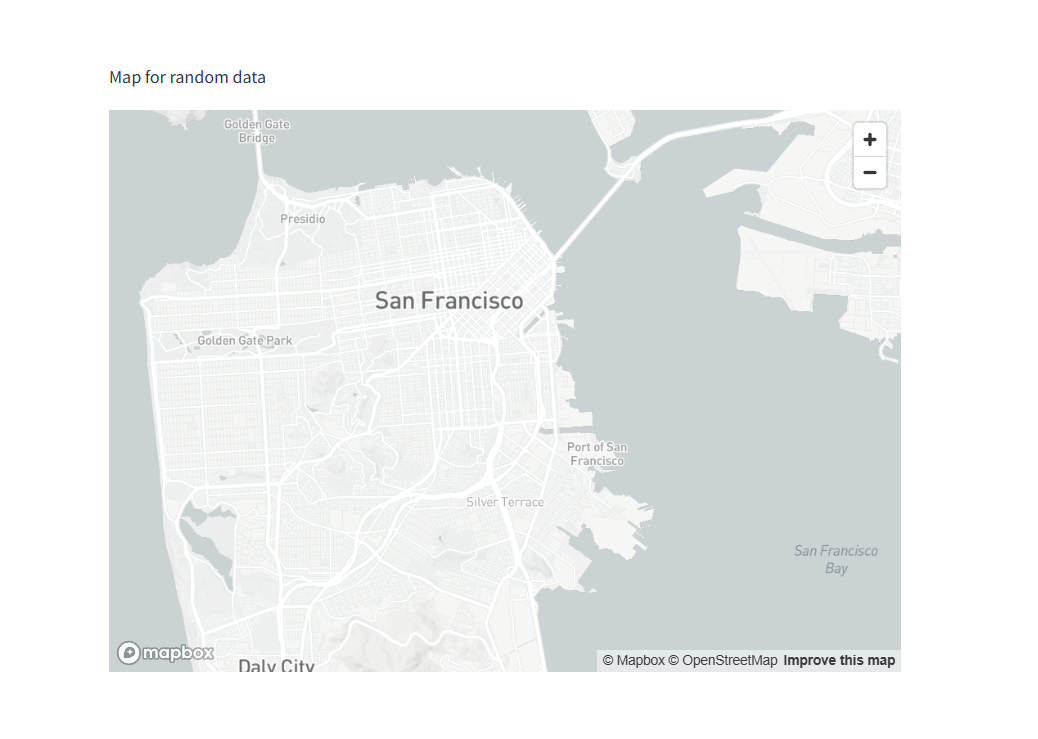 Map for random data
Golden Gate
Bridge
Presidio
San Francisco
Golden Gate Park
Port of San
Francisco
Silver Terrace
San Francisco
Bay
mapbox
Daly City
© Mapbox © OpenStreetMap Improve this map